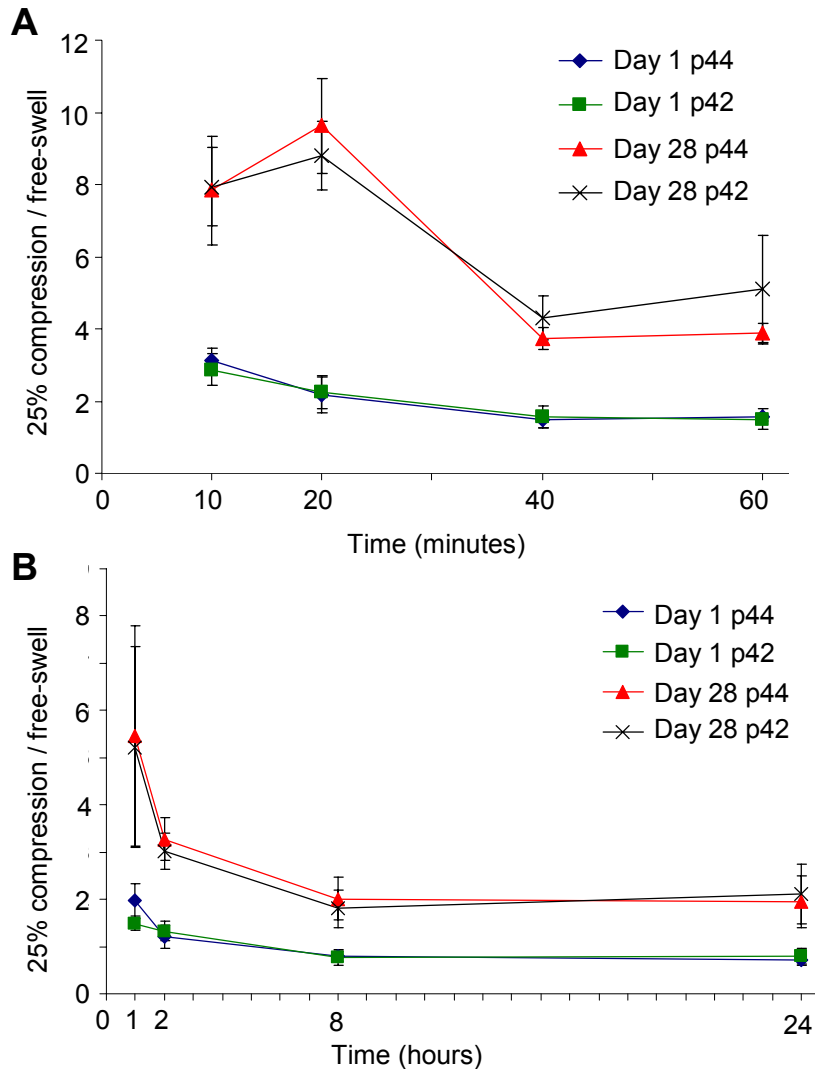 A
12
10
8
6
4
2
0
25% compression / free-swell
Day 1 p44
Day 1 p42
Day 28 p44
Day 28 p42
0 10 20 40 60
Time (minutes)
B
8
6
4
2
0
25% compression / free-swell
Day 1 p44
Day 1 p42
Day 28 p44
Day 28 p42
0 1 2 8 24
Time (hours)